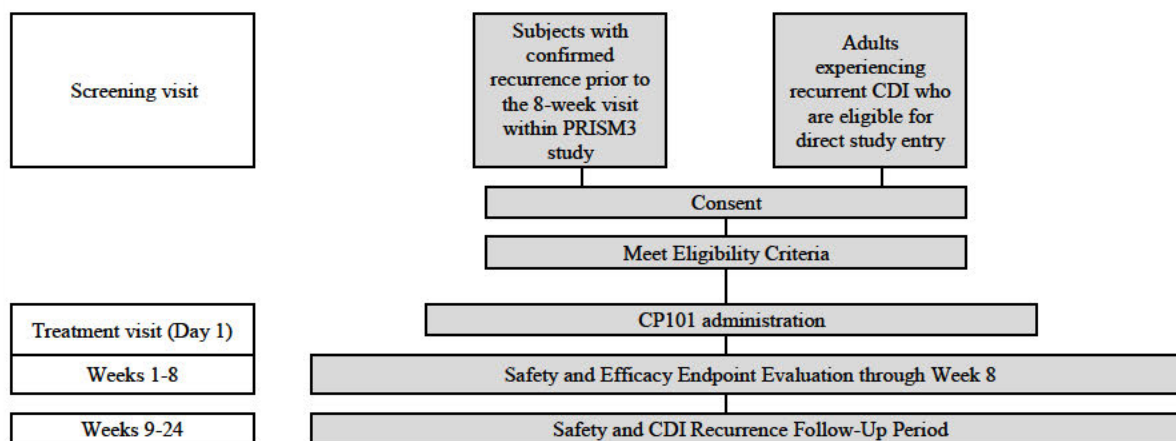 Screening visit
Subjects with
confirmed
recurrence prior to
the 8-week visit
within PRISM3
study
Adults
experiencing
recurrent CDI who
are eligible for
direct study entry
Consent
Meet Eligibility Criteria
Treatment visit (Day 1)
CP101 administration
Weeks 1-8
Safety and Efficacy Endpoint Evaluation through Week 8
Weeks 9-24
Safety and CDI Recurrence Follow-Up Period